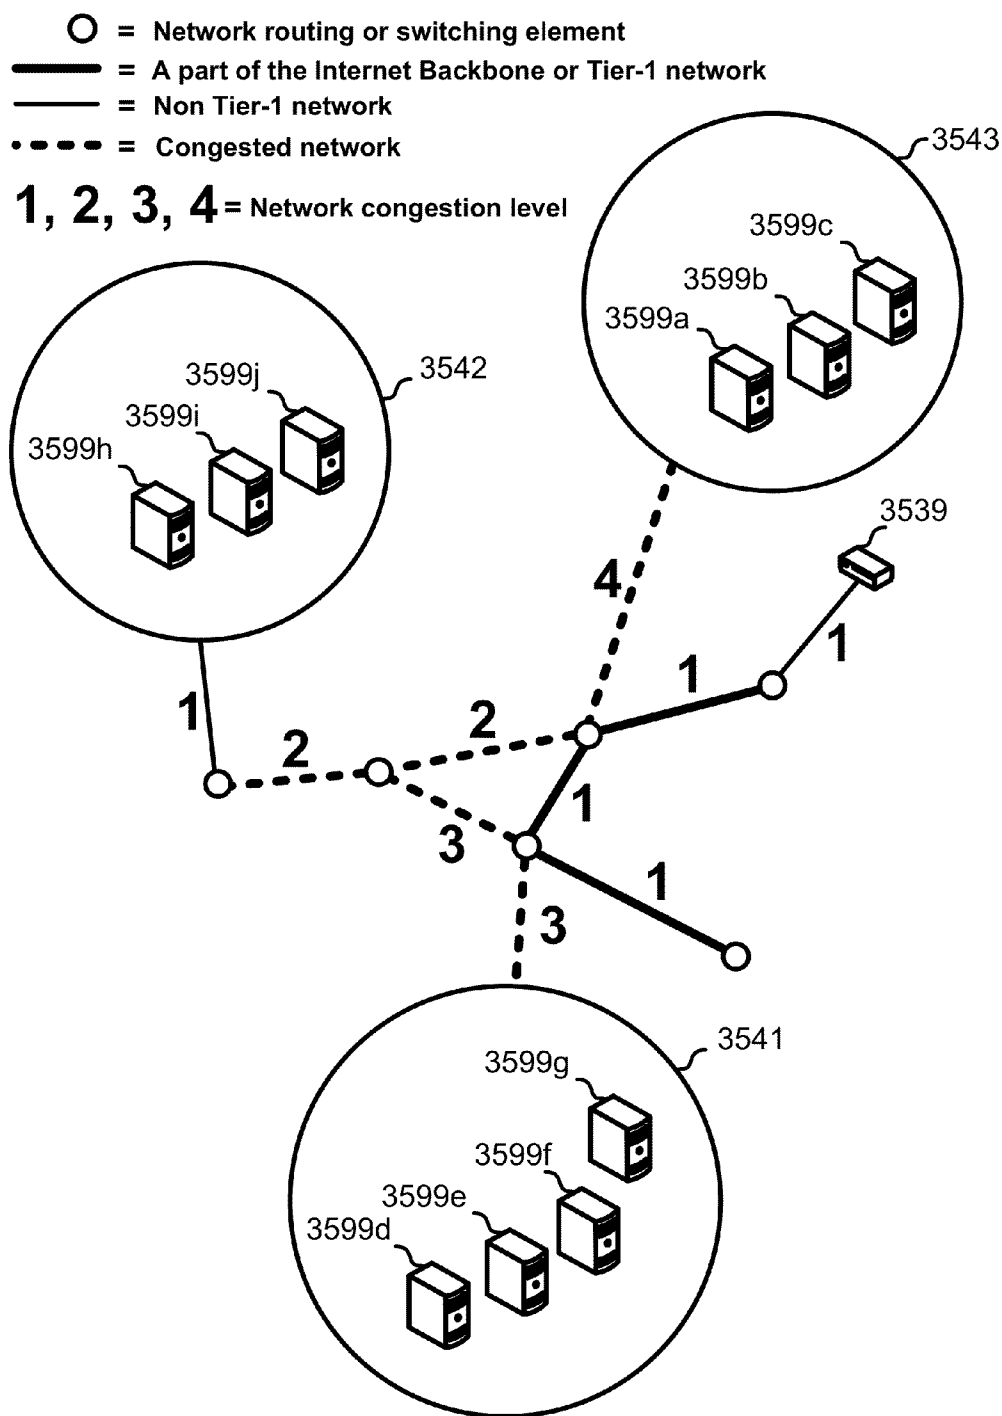 = Network routing or switching element
= A part of the Internet Backbone or Tier-1 network
= Non Tier-1 network
= Congested network
1, 2, 3, 4 = Network congestion level
3543
3599c
3599b
3599a
3542
3599j
3599i
3599h
3539
4
1
1
1
2
2
1
3
1
3
3541
3599g
3599f
3599e
3599d